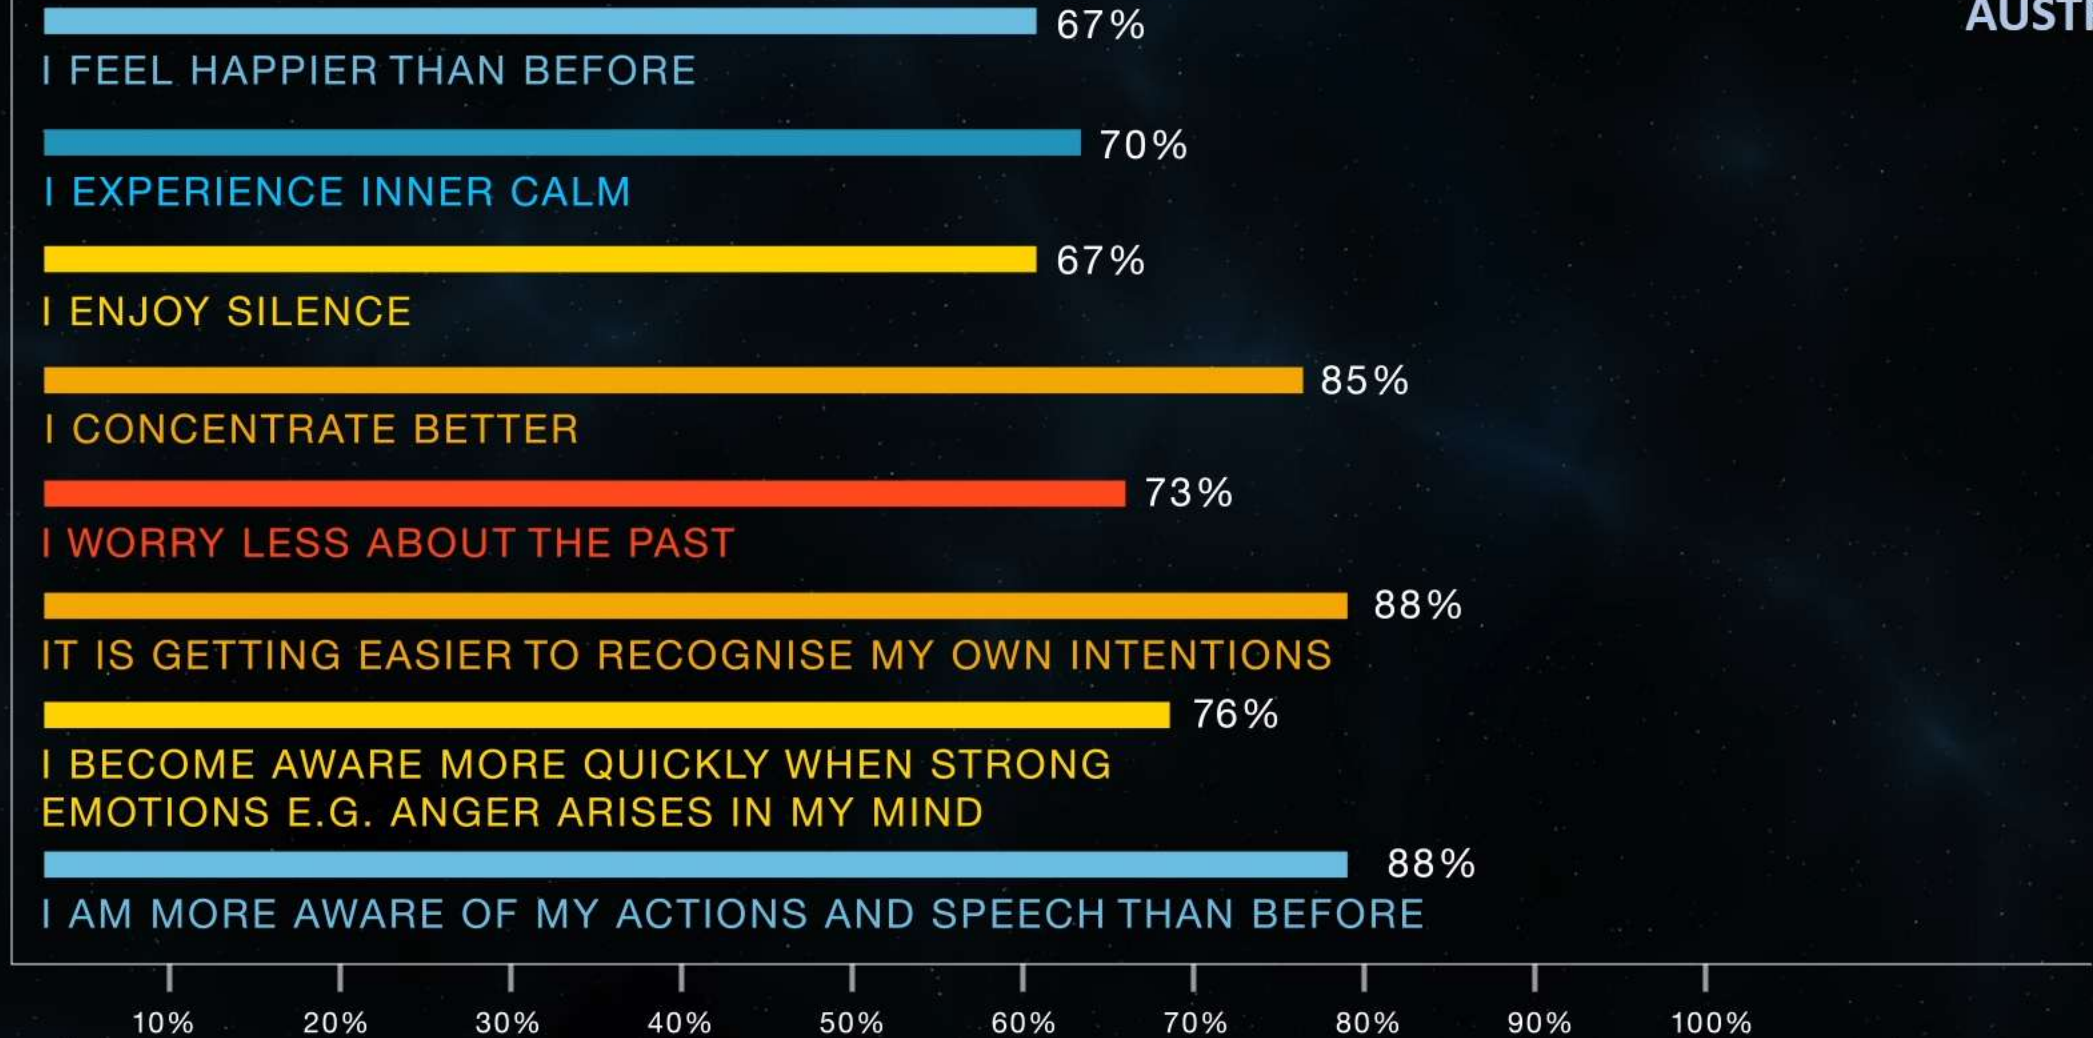 67%
I FEEL HAPPIER THAN BEFORE
70%
I EXPERIENCE INNER CALM
67%
I ENJOY SILENCE
85%
I CONCENTRATE BETTER
73%
I WORRY LESS ABOUT THE PAST
88%
IT IS GETTING EASIER TO RECOGNISE MY OWN INTENTIONS
76%
I BECOME AWARE MORE QUICKLY WHEN STRONG
EMOTIONS E.G. ANGER ARISES IN MY MIND
88%
I AM MORE AWARE OF MY ACTIONS AND SPEECH THAN BEFORE
10% 20% 30% 40% 50% 60% 70% 80% 90% 100%